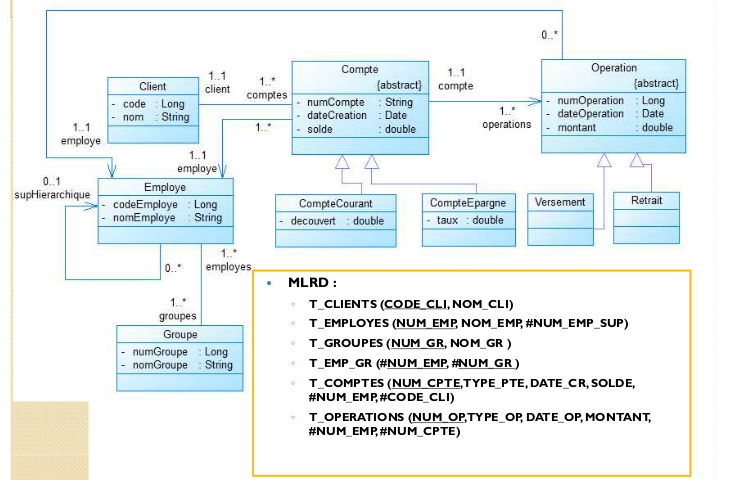 0..*
Operation
{abstract}
- numOperation : Long
- dateOperation : Date
- montant : double
Compte
{abstract}
- numCompte : String
- dateCreation : Date
- solde : double
1..1
compte
1..*
operations
Client
- code : Long
- nom : String
1..1
client
1..*
comptes
1..*
1..1
employe
1..1
employe
0..1
supHierarchique
Employe
- codeEmploye : Long
- nomEmploye : String
0..*
1..*
employes
1..*
groupes
Groupe
- numGroupe : Long
- nomGroupe : String
CompteCourant
- decouvert : double
CompteEpargne
- taux : double
Versement
Retrait
• MLRD :
◦ T_CLIENTS (CODE_CLI, NOM_CLI)
◦ T_EMPLOYES (NUM_EMP, NOM_EMP, #NUM_EMP_SUP)
◦ T_GROUPES (NUM_GR, NOM_GR )
◦ T_EMP_GR (#NUM_EMP, #NUM_GR )
◦ T_COMPTES (NUM_CPTE,TYPE_PTE, DATE_CR, SOLDE,
#NUM_EMP,#CODE_CLI)
◦ T_OPERATIONS (NUM_OP,TYPE_OP, DATE_OP, MONTANT,
#NUM_EMP,#NUM_CPTE)